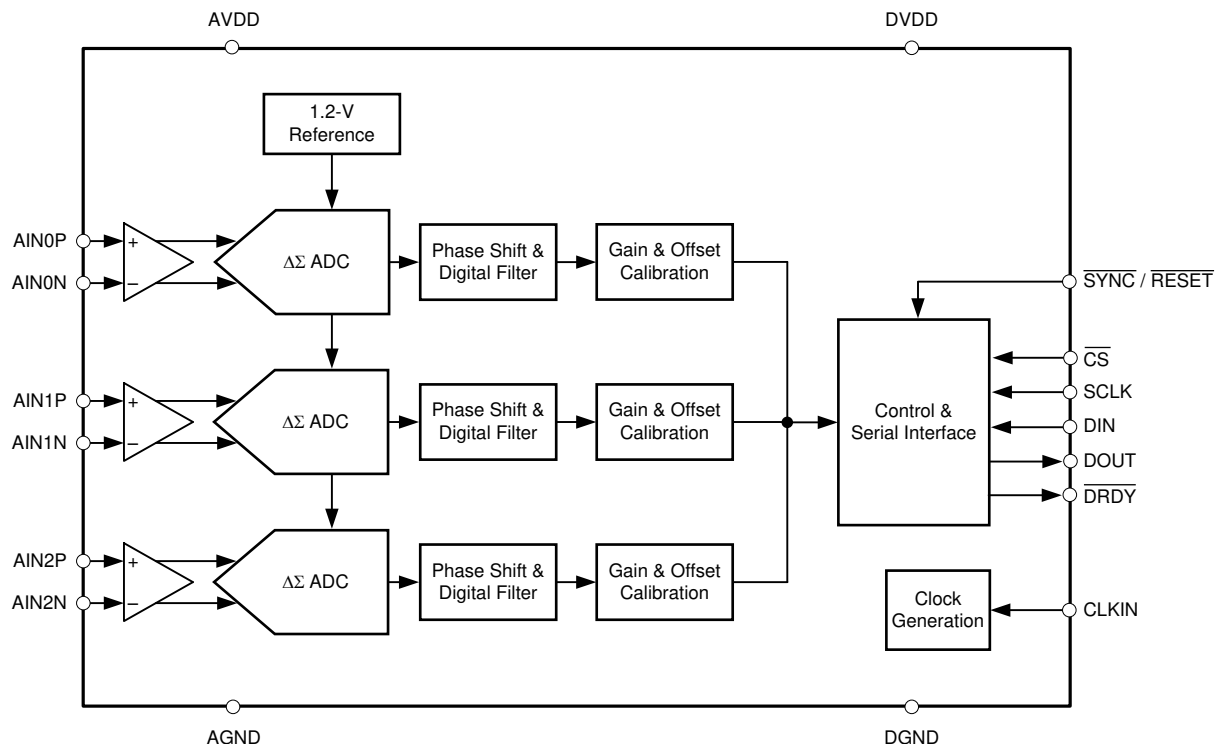 AVDD
DVDD
1.2-V
Reference
AIN0P
+
AIN0N
−
ΔΣ ADC
Phase Shift &
Digital Filter
Gain & Offset
Calibration
SYNC / RESET
AIN1P
+
AIN1N
−
ΔΣ ADC
Phase Shift &
Digital Filter
Gain & Offset
Calibration
Control &
Serial Interface
CS
SCLK
DIN
DOUT
DRDY
AIN2P
+
AIN2N
−
ΔΣ ADC
Phase Shift &
Digital Filter
Gain & Offset
Calibration
Clock
Generation
CLKIN
AGND
DGND